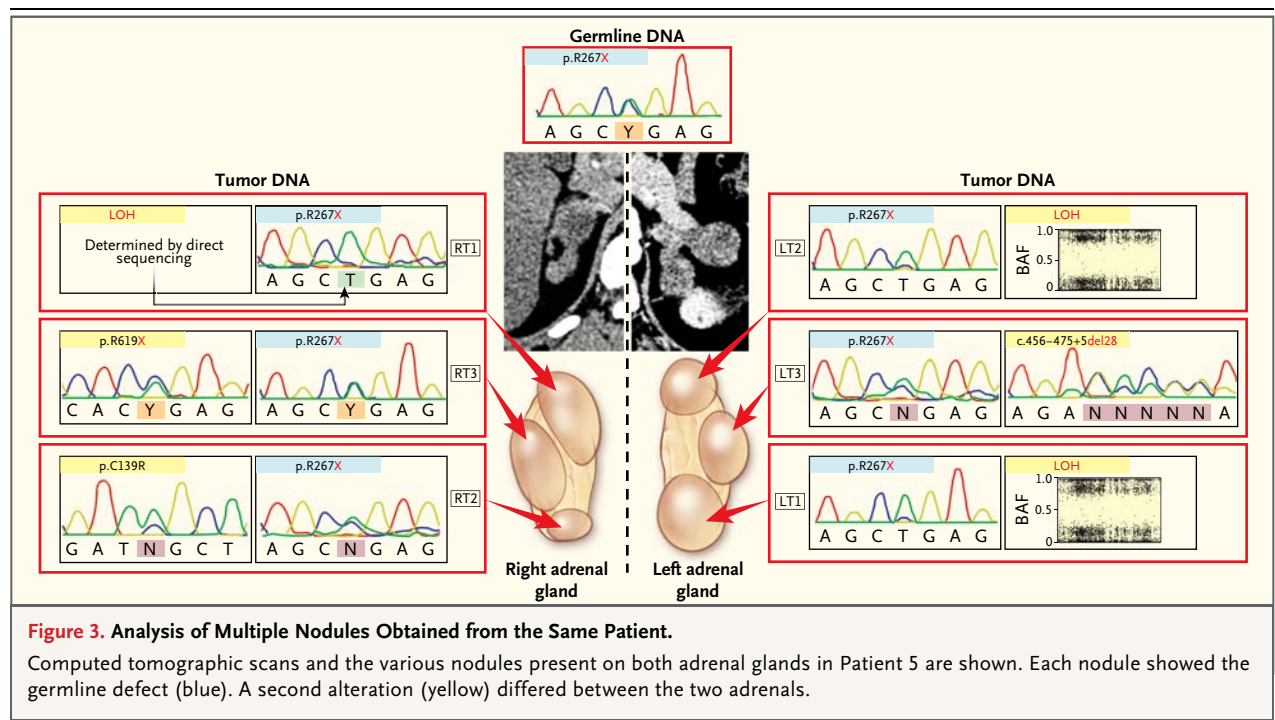 Germline DNA
p.R267X
A G C Y G A G
Tumor DNA
LOH
Determined by direct
sequencing
p.R267X
A G C T G A G
RT1
p.R619X
C A C Y G A G
p.R267X
A G C Y G A G
RT3
p.C139R
G A T N G C T
p.R267X
A G C N G A G
RT2
Right adrenal
gland
Left adrenal
gland
Tumor DNA
LT2
p.R267X
A G C T G A G
LOH
BAF
1.0
0.5
0
LT3
p.R267X
A G C N G A G
c.456–475+5del28
A G A N N N N N A
LT1
p.R267X
A G C T G A G
LOH
BAF
1.0
0.5
0
Figure 3. Analysis of Multiple Nodules Obtained from the Same Patient.
Computed tomographic scans and the various nodules present on both adrenal glands in Patient 5 are shown. Each nodule showed the
germline defect (blue). A second alteration (yellow) differed between the two adrenals.